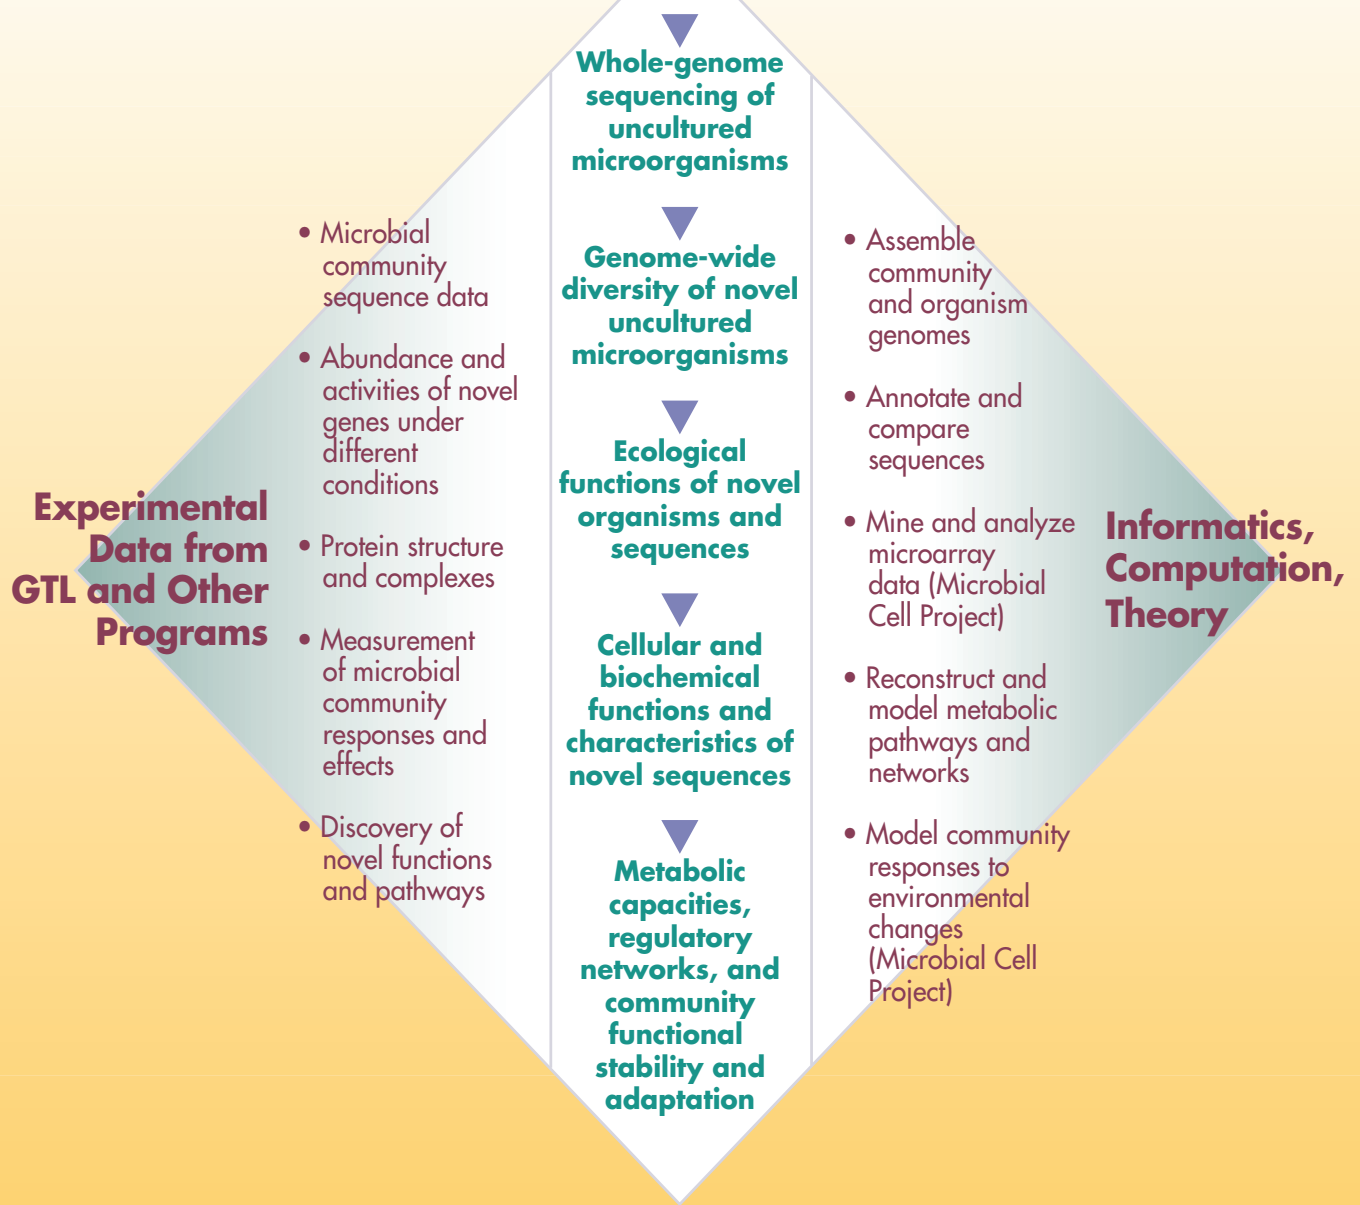 Whole-genome
sequencing of
uncultured
microorganisms
Genome-wide
diversity of novel
uncultured
microorganisms
Ecological
functions of novel
organisms and
sequences
Cellular and
biochemical
functions and
characteristics of
novel sequences
Metabolic
capacities,
regulatory
networks, and
community
functional
stability and
adaptation
Experimental
Data from
GTL and Other
Programs
• Microbial
community
sequence data
• Abundance and
activities of novel
genes under
different
conditions
• Protein structure
and complexes
• Measurement
of microbial
community
responses and
effects
• Discovery of
novel functions
and pathways
• Assemble
community
and organism
genomes
• Annotate and
compare
sequences
• Mine and analyze
microarray
data (Microbial
Cell Project)
• Reconstruct and
model metabolic
pathways and
networks
• Model community
responses to
environmental
changes
(Microbial Cell
Project)
Informatics,
Computation,
Theory